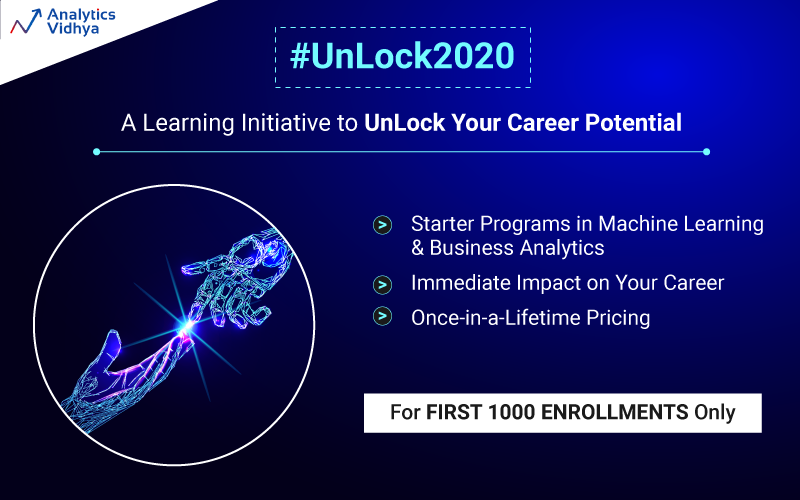 Analytics
Vidhya
#UnLock2020
A Learning Initiative to UnLock Your Career Potential
Starter Programs in Machine Learning
& Business Analytics
Immediate Impact on Your Career
Once-in-a-Lifetime Pricing
For FIRST 1000 ENROLLMENTS Only